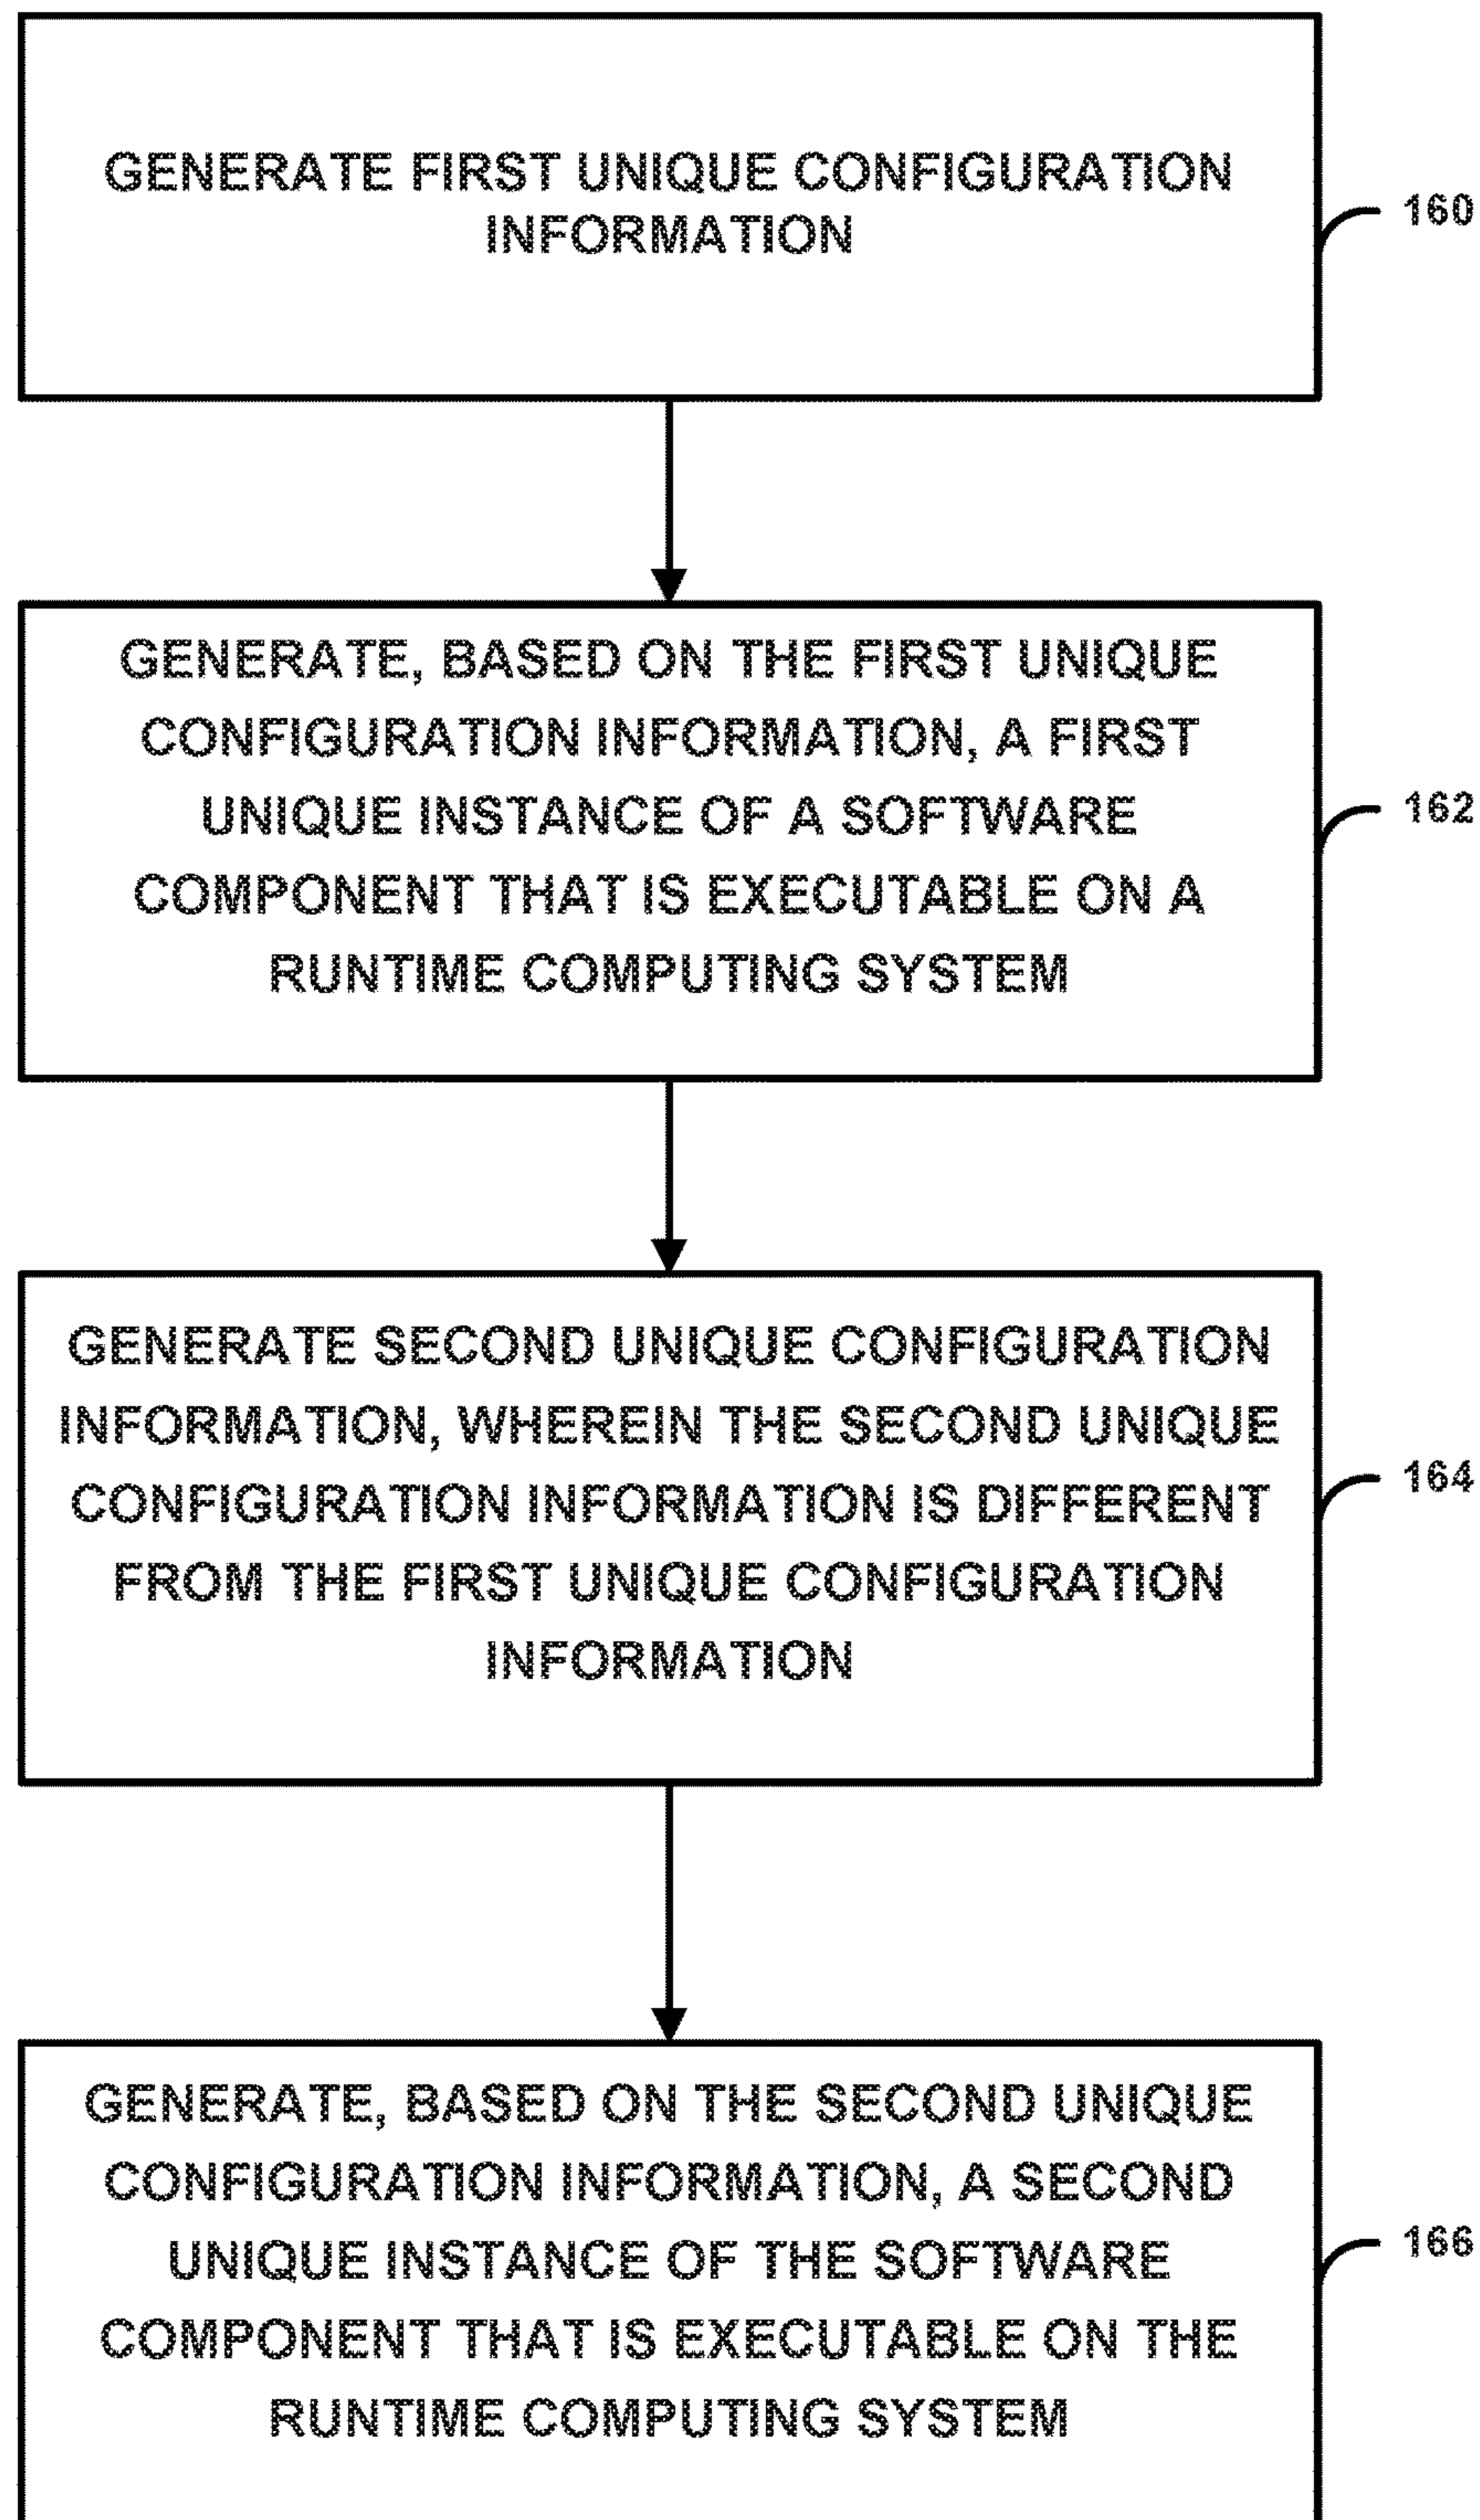 GENERATE FIRST UNIQUE CONFIGURATION
INFORMATION
160
GENERATE, BASED ON THE FIRST UNIQUE
CONFIGURATION INFORMATION, A FIRST
UNIQUE INSTANCE OF A SOFTWARE
COMPONENT THAT IS EXECUTABLE ON A
RUNTIME COMPUTING SYSTEM
162
GENERATE SECOND UNIQUE CONFIGURATION
INFORMATION, WHEREIN THE SECOND UNIQUE
CONFIGURATION INFORMATION IS DIFFERENT
FROM THE FIRST UNIQUE CONFIGURATION
INFORMATION
164
GENERATE, BASED ON THE SECOND UNIQUE
CONFIGURATION INFORMATION, A SECOND
UNIQUE INSTANCE OF THE SOFTWARE
COMPONENT THAT IS EXECUTABLE ON THE
RUNTIME COMPUTING SYSTEM
166